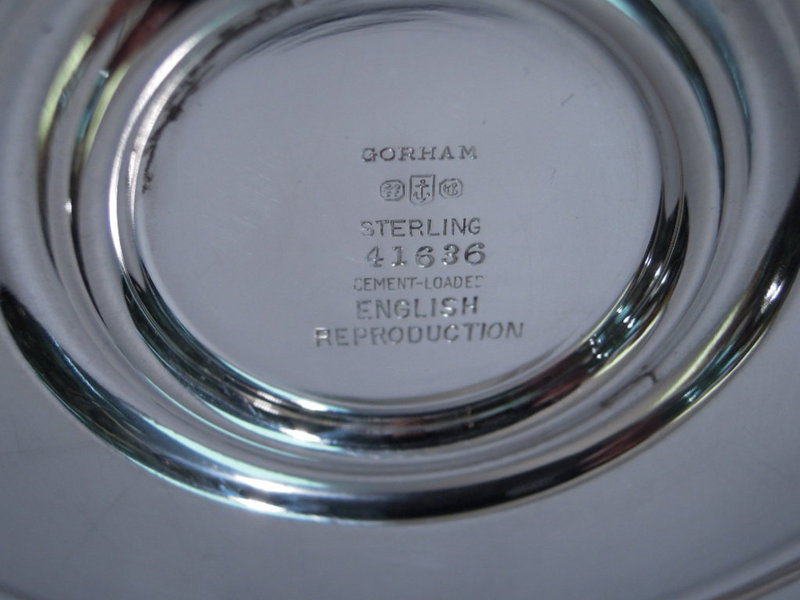 GORHAM
STERLING
41636
CEMENT-LOADED
ENGLISH
REPRODUCTION